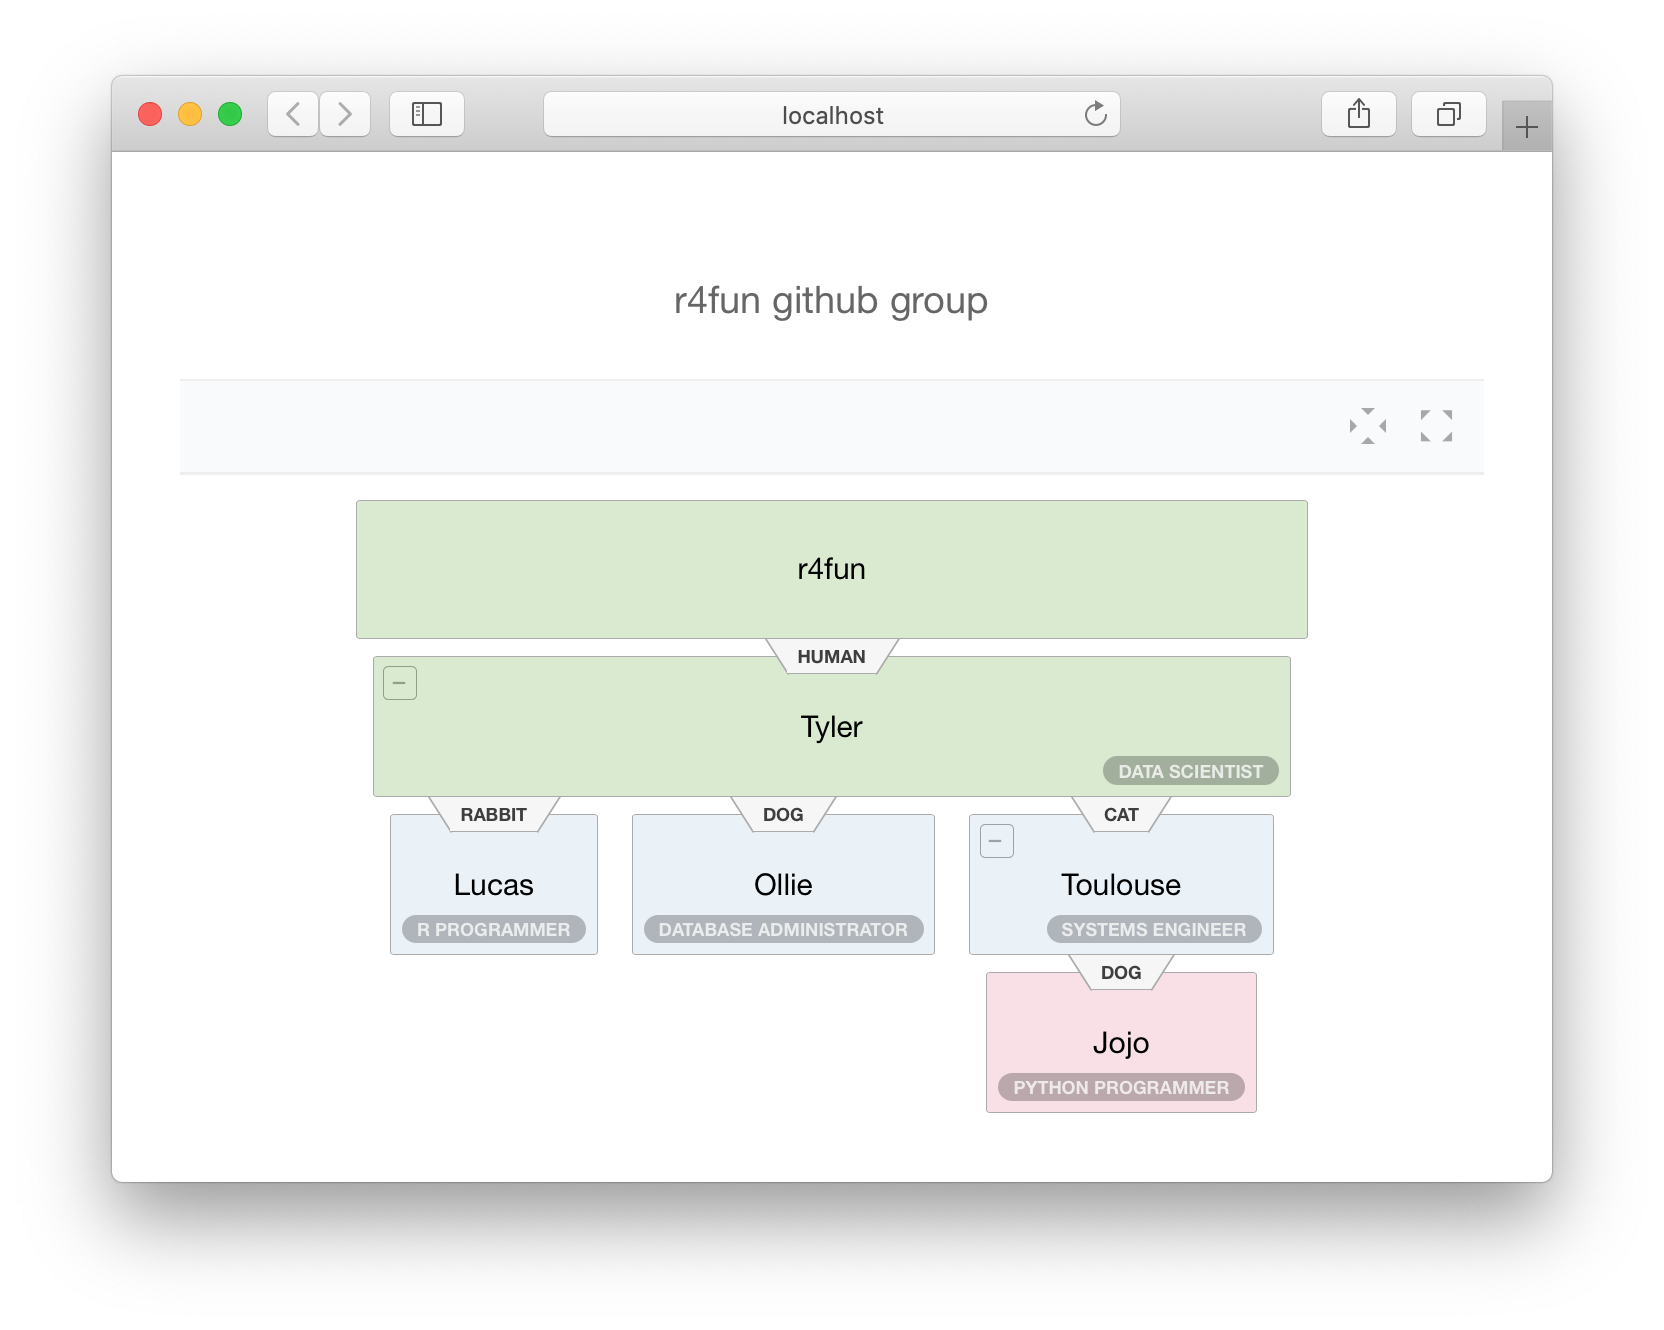 localhost
r4fun github group
r4fun
HUMAN
Tyler
DATA SCIENTIST
RABBIT DOG CAT
Lucas Ollie Toulouse
R PROGRAMMER DATABASE ADMINISTRATOR SYSTEMS ENGINEER
DOG
Jojo
PYTHON PROGRAMMER